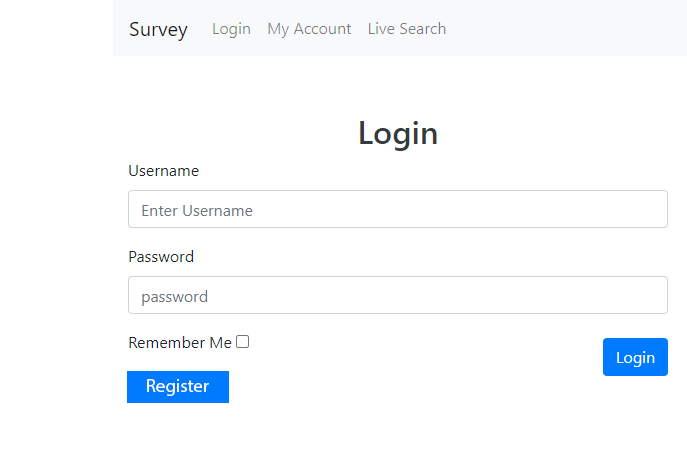 Survey Login My Account Live Search
Login
Username
Enter Username
Password
password
Remember Me
Login
Register